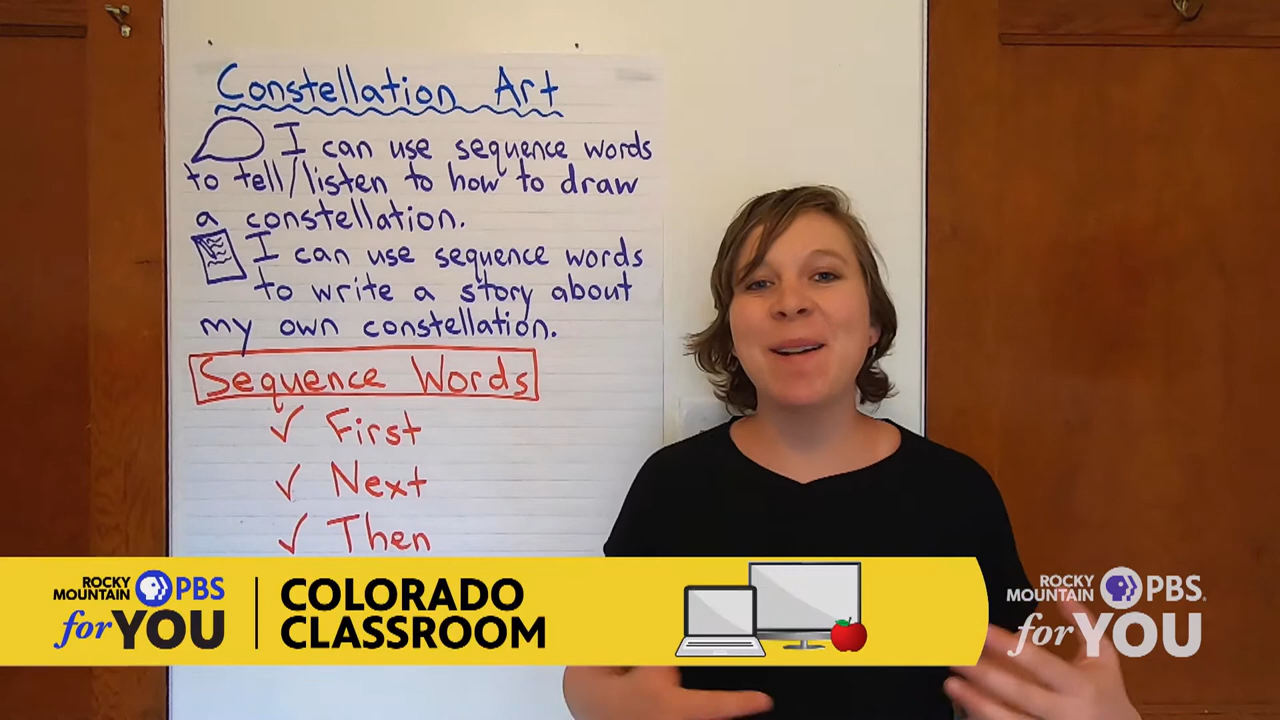 Constellation Art
I can use sequence words
to tell/listen to how to draw
a constellation.
I can use sequence words
to write a story about
my own constellation.
Sequence Words
✓ First
✓ Next
✓ Then
ROCKY
MOUNTAIN PBS
for YOU
COLORADO
CLASSROOM
ROCKY
MOUNTAIN PBS
for YOU